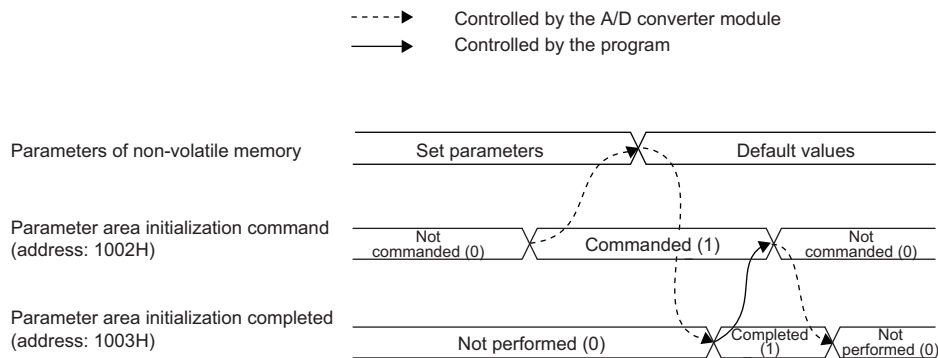 Controlled by the A/D converter module
Controlled by the program
Parameters of non-volatile memory
Set parameters
Default values
Parameter area initialization command
(address: 1002H)
Not
commanded (0)
Commanded (1)
Not
commanded (0)
Parameter area initialization completed
(address: 1003H)
Not performed (0)
Completed
(1)
Not
performed (0)